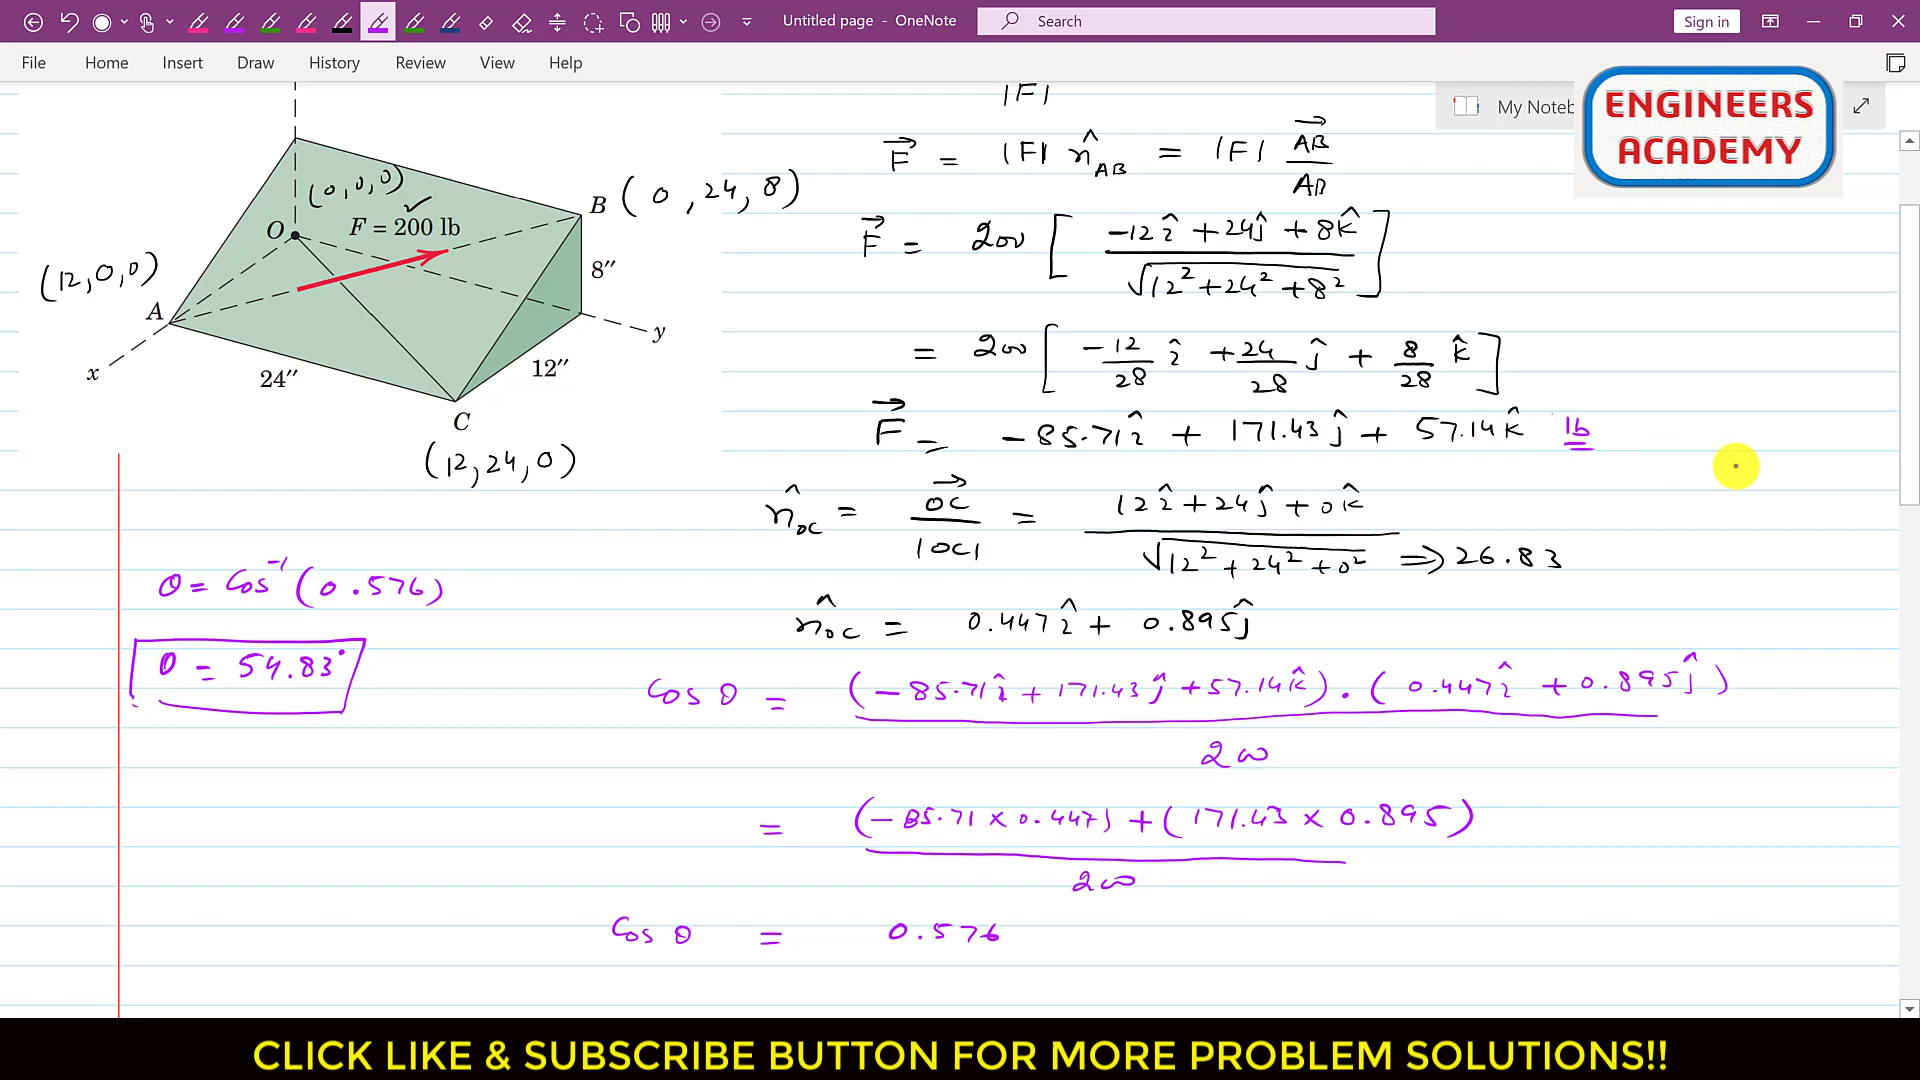 Untitled page - OneNote
Search
Sign in
File Home Insert Draw History Review View Help
My Noteb
ENGINEERS
ACADEMY
(0,0,0)
O
F = 200 lb
B (0,24,8)
(12,0,0)
A
8″
x
y
24″
12″
C
(12,24,0)
|F|
F⃗ = |F| n̂AB = |F| AB⃗/AB
F⃗ = 200 [ (-12î + 24ĵ + 8k̂) / √(12² + 24² + 8²) ]
= 200 [ -12/28 î + 24/28 ĵ + 8/28 k̂ ]
F⃗ = -85.71î + 171.43ĵ + 57.14k̂ lb
n̂OC = OC⃗/|OC| = (12î + 24ĵ + 0k̂) / √(12² + 24² + 0²) ⇒ 26.83
n̂OC = 0.447î + 0.895ĵ
Cos θ = (-85.71î + 171.43ĵ + 57.14k̂) · (0.447î + 0.895ĵ) / 200
= (-85.71 × 0.447) + (171.43 × 0.895) / 200
Cos θ = 0.576
θ = Cos⁻¹ (0.576)
θ = 54.83°
CLICK LIKE & SUBSCRIBE BUTTON FOR MORE PROBLEM SOLUTIONS!!